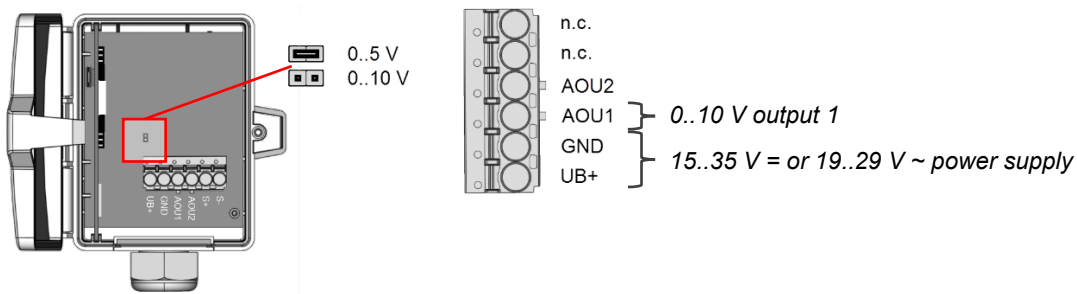 0..5 V
0..10 V
UB+
GND
AOU1
AOU2
S+
S-
n.c.
n.c.
AOU2
AOU1
0..10 V output 1
GND
UB+
15..35 V = or 19..29 V ~ power supply